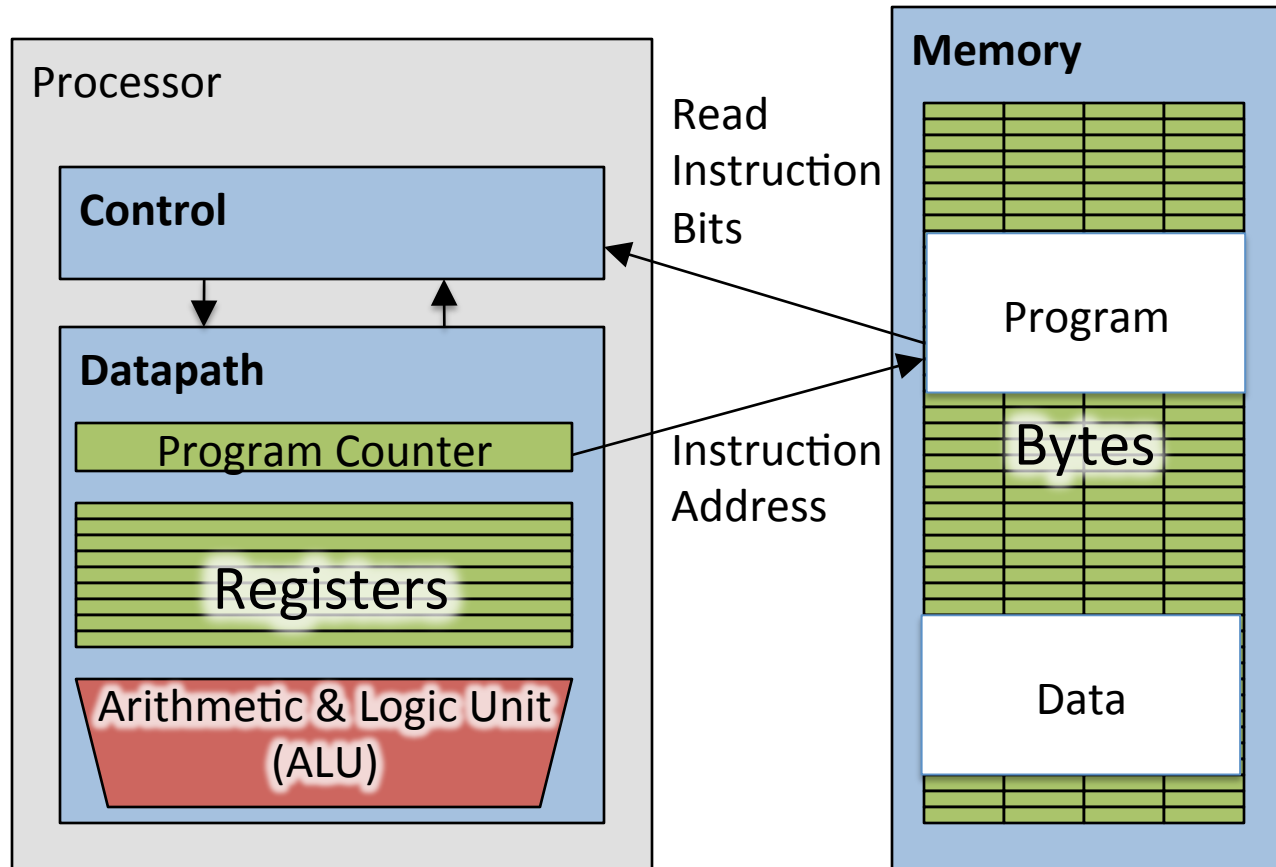 Processor
Control
Datapath
Program Counter
Registers
Arithmetic & Logic Unit
(ALU)
Read
Instruction
Bits
Instruction
Address
Memory
Program
Bytes
Data